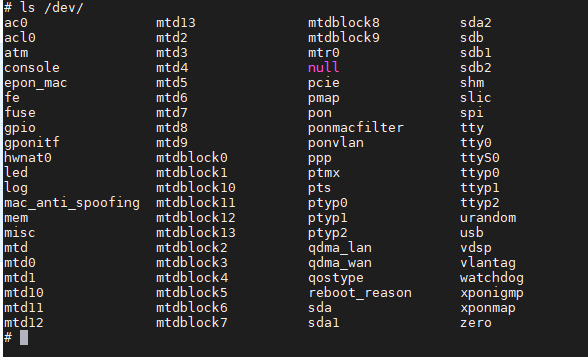 # ls /dev/
ac0 mtd13 mtdblock8 sda2
acl0 mtd2 mtdblock9 sdb
atm mtd3 mtr0 sdb1
console mtd4 null sdb2
epon_mac mtd5 pcie shm
fe mtd6 pmap slic
fuse mtd7 pon spi
gpio mtd8 ponmacfilter tty
gponitf mtd9 ponvlan tty0
hwnat0 mtdblock0 ppp ttyS0
led mtdblock1 ptmx ttyp0
log mtdblock10 pts ttyp1
mac_anti_spoofing mtdblock11 ptyp0 ttyp2
mem mtdblock12 ptyp1 urandom
misc mtdblock13 ptyp2 usb
mtd mtdblock2 qdma_lan vdsp
mtd0 mtdblock3 qdma_wan vlantag
mtd1 mtdblock4 qostype watchdog
mtd10 mtdblock5 reboot_reason xponigmp
mtd11 mtdblock6 sda xponmap
mtd12 mtdblock7 sda1 zero
#